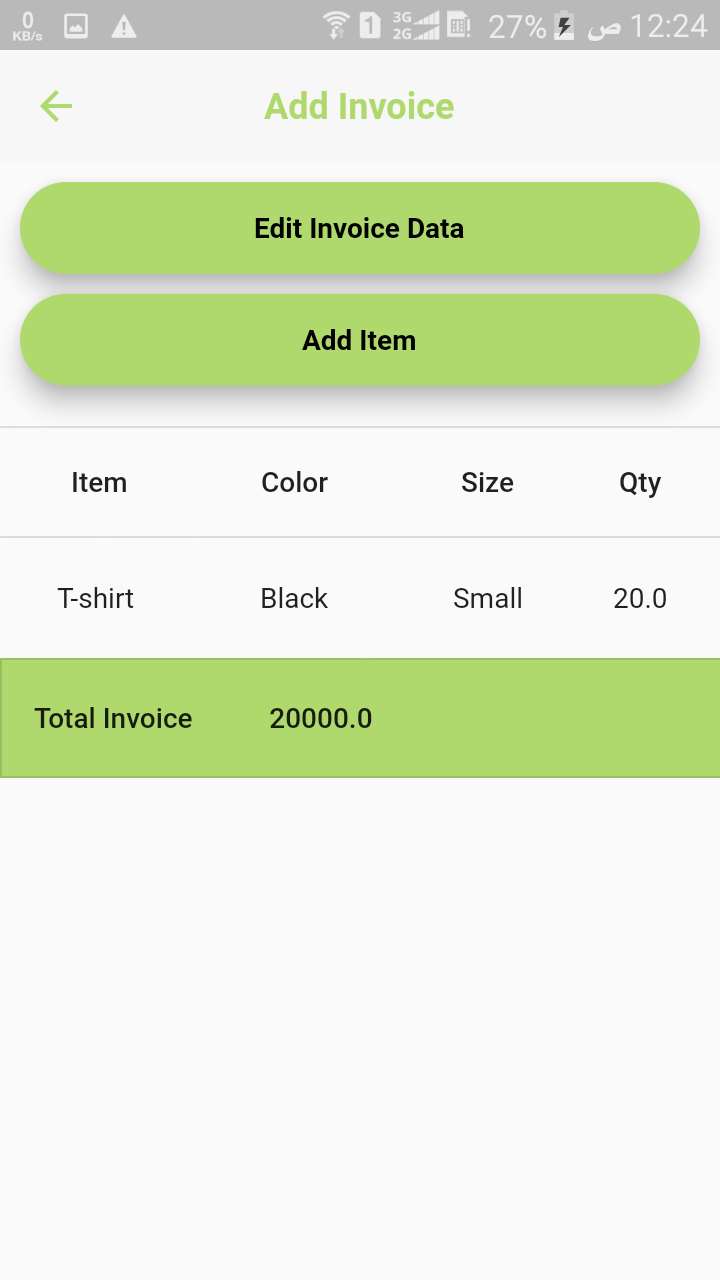 0
KB/s
1
3G
2G
27%
ص 12:24
Add Invoice
Edit Invoice Data
Add Item
Item Color Size Qty
T-shirt Black Small 20.0
Total Invoice 20000.0